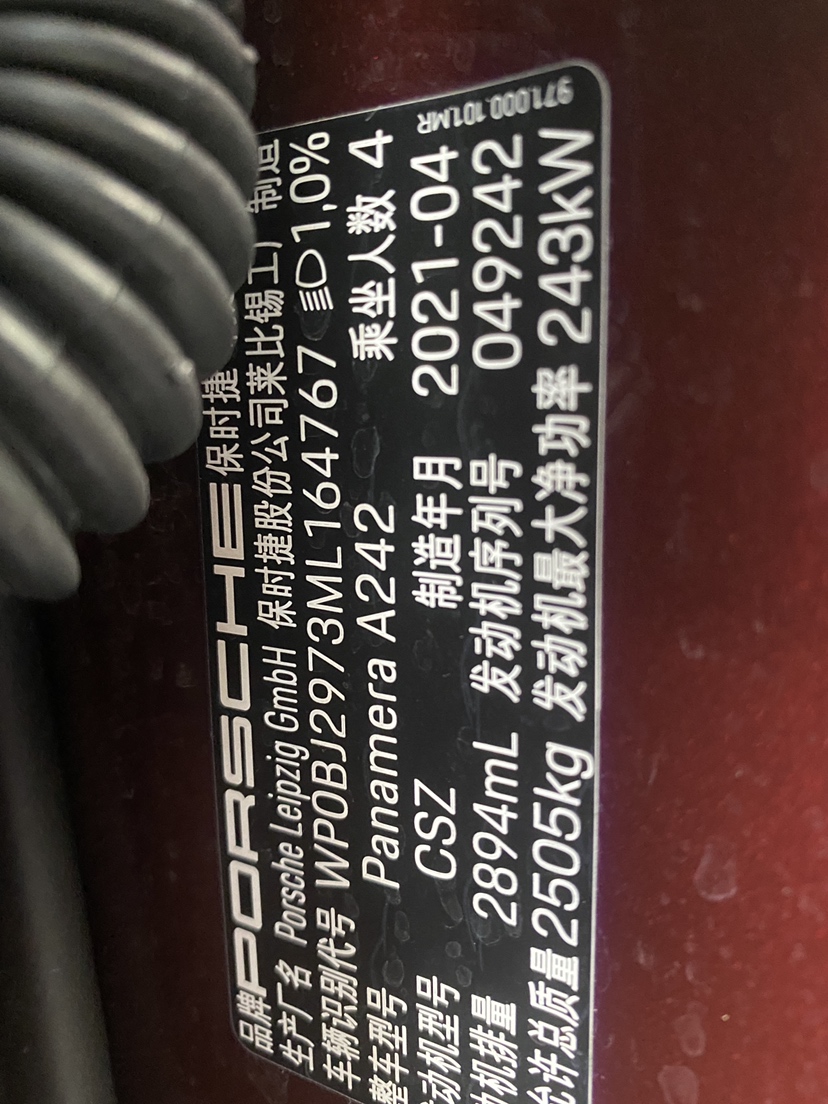 品牌 PORSCHE 保时捷
生产厂名 Porsche Leipzig GmbH 保时捷股份公司莱比锡工厂 制造
车辆识别代号 WP0BJ2973ML164767 1,0%
整车型号 Panamera A242 乘坐人数 4
发动机型号 CSZ 制造年月 2021-04
动机排量 2894mL 发动机序列号 049242
允许总质量 2505kg 发动机最大净功率 243kW
971.000.101.MR